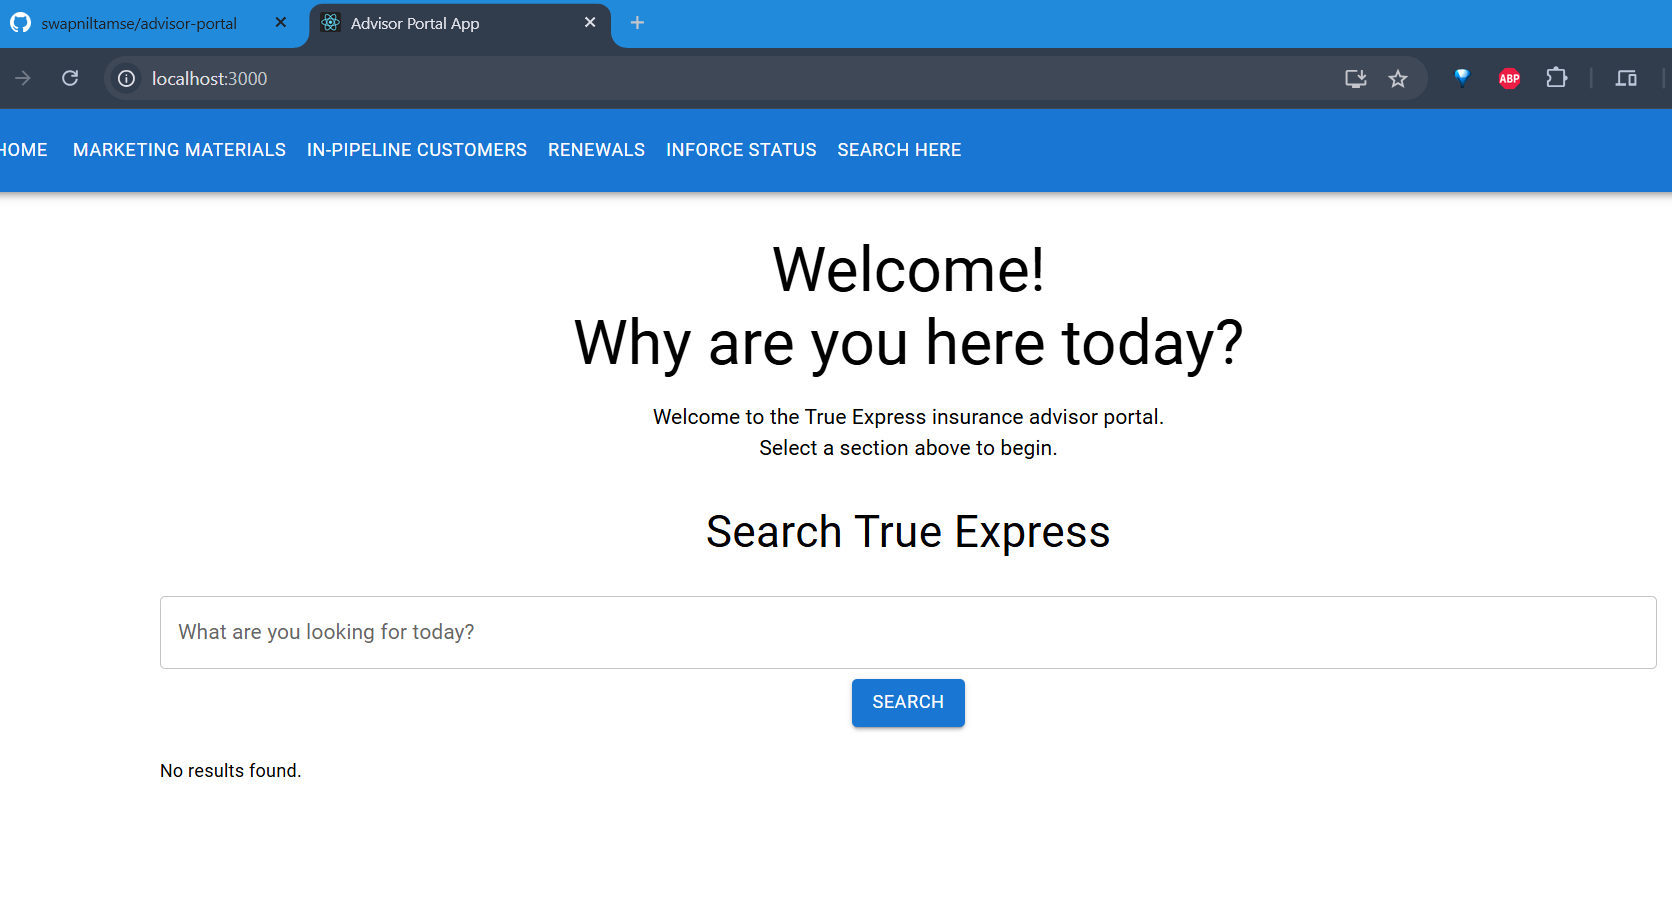 swapniltamse/advisor-portal
Advisor Portal App
localhost:3000
ABP
HOME MARKETING MATERIALS IN-PIPELINE CUSTOMERS RENEWALS INFORCE STATUS SEARCH HERE
Welcome!
Why are you here today?
Welcome to the True Express insurance advisor portal.
Select a section above to begin.
Search True Express
What are you looking for today?
SEARCH
No results found.